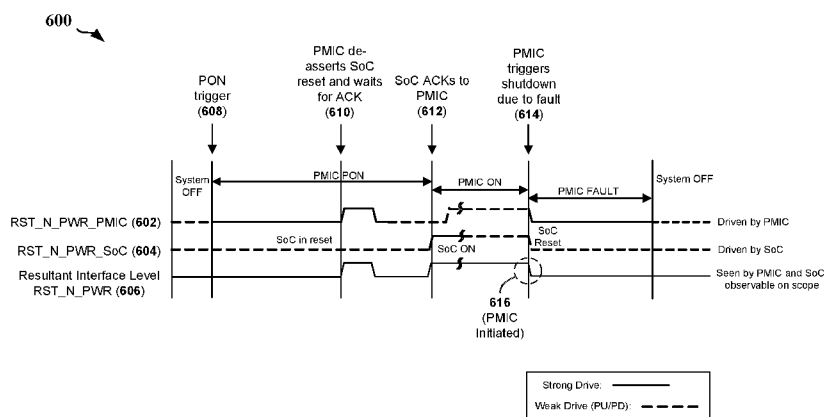 600
PON
trigger
(608)
PMIC de-
asserts SoC
reset and waits
for ACK
(610)
SoC ACKs to
PMIC
(612)
PMIC
triggers
shutdown
due to fault
(614)
System
OFF
PMIC PON
PMIC ON
PMIC FAULT
System OFF
RST_N_PWR_PMIC (602)
Driven by PMIC
RST_N_PWR_SoC (604)
SoC in reset
SoC ON
SoC
Reset
Driven by SoC
Resultant Interface Level
RST_N_PWR (606)
Seen by PMIC and SoC
observable on scope
616
(PMIC
Initiated)
Strong Drive:
Weak Drive (PU/PD):